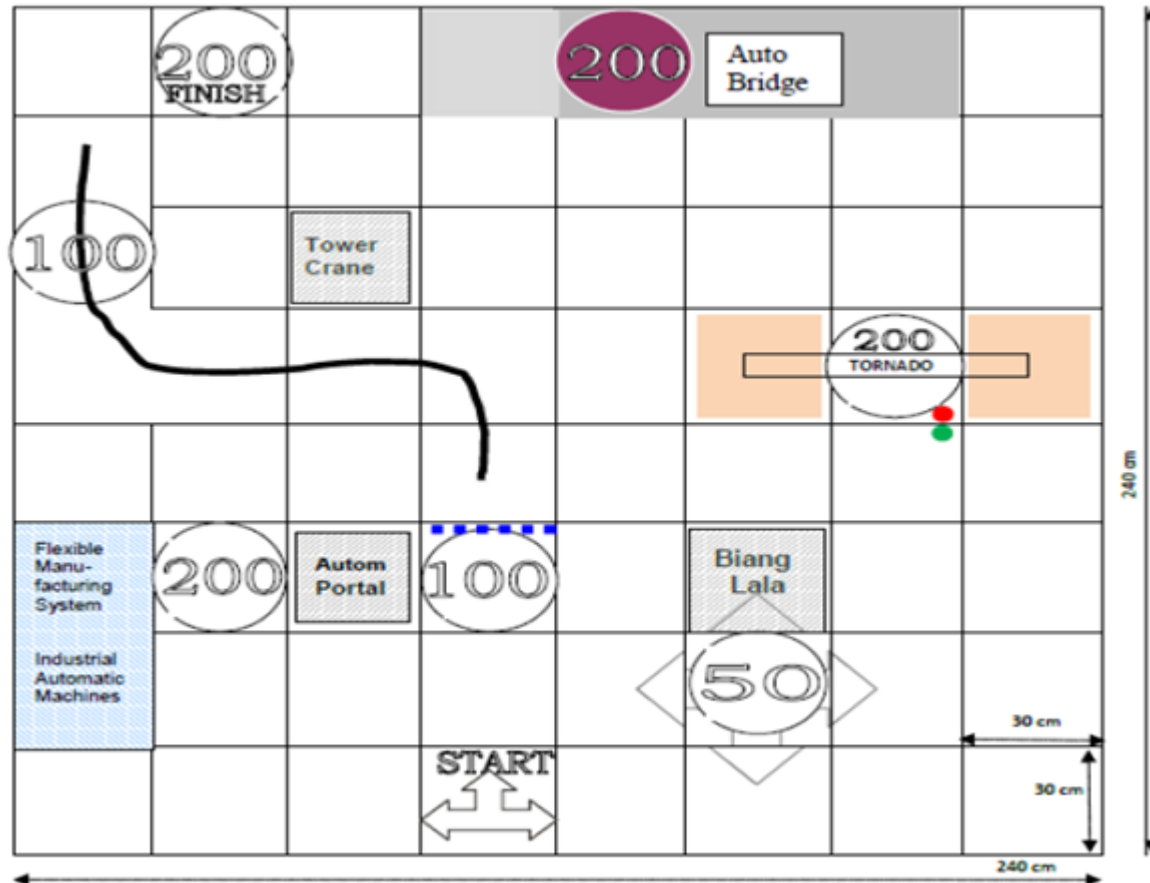 200
FINISH
200
Auto
Bridge
100
Tower
Crane
200
TORNADO
240 cm
Flexible
Manu-
facturing
System
Industrial
Automatic
Machines
200
Autom
Portal
100
Biang
Lala
50
30 cm
START
30 cm
240 cm